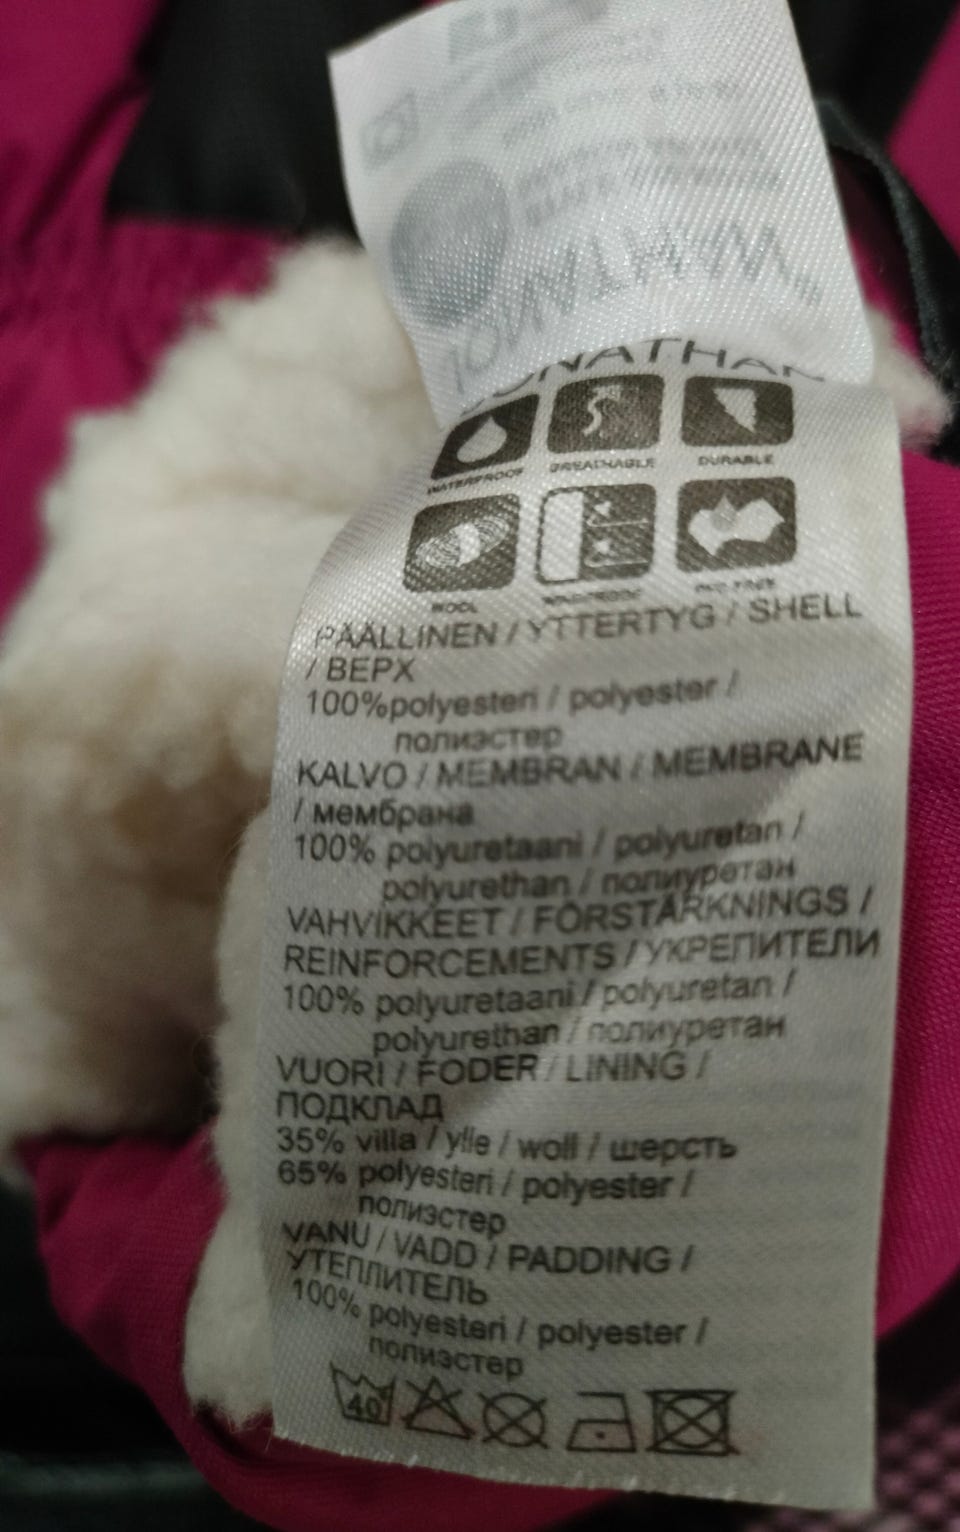 JONATHAN
WATERPROOF BREATHABLE DURABLE
WOOL WINDPROOF
PÄÄLLINEN / YTTERTYG / SHELL
/ ВЕРХ
100%polyesteri / polyester /
полиэстер
KALVO / MEMBRAN / MEMBRANE
/ мембрана
100% polyuretaani / polyuretan /
polyurethan / полиуретан
VAHVIKKEET / FÖRSTÄRKNINGS /
REINFORCEMENTS / УКРЕПИТЕЛИ
100% polyuretaani / polyuretan /
polyurethan / полиуретан
VUORI / FODER / LINING /
ПОДКЛАД
35% villa / ylle / woll / шерсть
65% polyesteri / polyester /
полиэстер
VANU / VADD / PADDING /
УТЕПЛИТЕЛЬ
100% polyesteri / polyester /
полиэстер
40